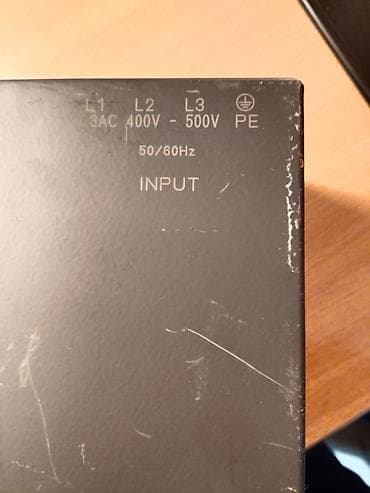 L1 L2 L3
3AC 400V - 500V PE
50/60Hz
INPUT